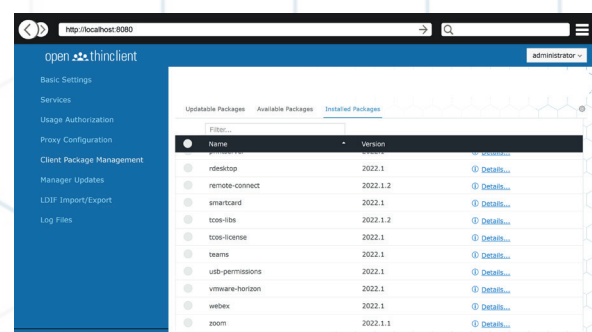 http://localhost:8080
open thinclient
administrator
Basic Settings
Services
Usage Authorization
Proxy Configuration
Client Package Management
Manager Updates
LDIF Import/Export
Log Files
Updatable Packages Available Packages Installed Packages
Filter...
Name Version
printserver 2022.1 Details...
rdesktop 2022.1 Details...
remote-connect 2022.1.2 Details...
smartcard 2022.1 Details...
tcos-libs 2022.1.2 Details...
tcos-license 2022.1 Details...
teams 2022.1 Details...
usb-permissions 2022.1 Details...
vmware-horizon 2022.1 Details...
webex 2022.1 Details...
zoom 2022.1.1 Details...